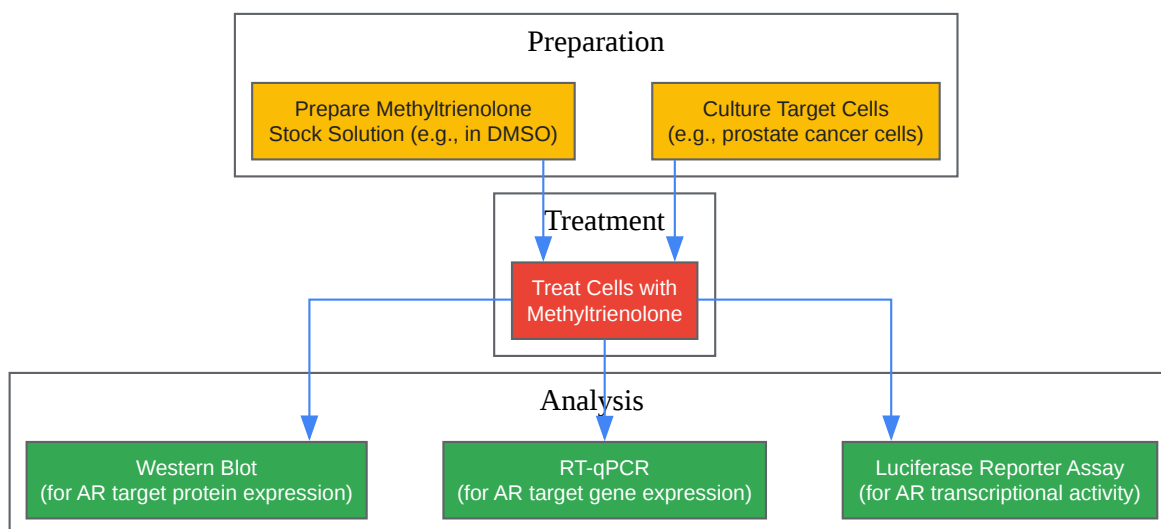 Preparation
Prepare Methyltrienolone
Stock Solution (e.g., in DMSO)
Culture Target Cells
(e.g., prostate cancer cells)
Treatment
Treat Cells with
Methyltrienolone
Analysis
Western Blot
(for AR target protein expression)
RT-qPCR
(for AR target gene expression)
Luciferase Reporter Assay
(for AR transcriptional activity)